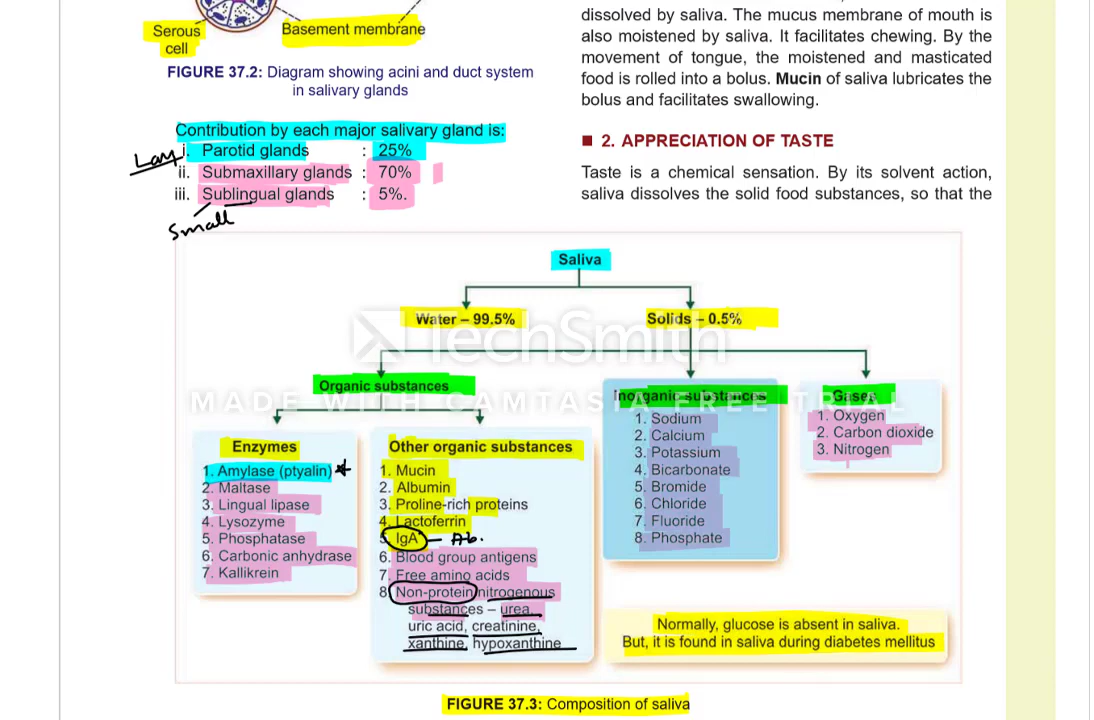 Serous
cell
Basement membrane
FIGURE 37.2: Diagram showing acini and duct system
in salivary glands
Contribution by each major salivary gland is:
i. Parotid glands : 25%
ii. Submaxillary glands : 70%
iii. Sublingual glands : 5%.
Small
dissolved by saliva. The mucus membrane of mouth is
also moistened by saliva. It facilitates chewing. By the
movement of tongue, the moistened and masticated
food is rolled into a bolus. Mucin of saliva lubricates the
bolus and facilitates swallowing.
2. APPRECIATION OF TASTE
Taste is a chemical sensation. By its solvent action,
saliva dissolves the solid food substances, so that the
Saliva
Water – 99.5%
Solids – 0.5%
TechSmith
MADE WITH CAMTASIA FREE TRIAL
Organic substances
Enzymes
1. Amylase (ptyalin)
2. Maltase
3. Lingual lipase
4. Lysozyme
5. Phosphatase
6. Carbonic anhydrase
7. Kallikrein
Other organic substances
1. Mucin
2. Albumin
3. Proline-rich proteins
4. Lactoferrin
5. IgA – Ab.
6. Blood group antigens
7. Free amino acids
8 Non-protein nitrogenous
substances – urea,
uric acid, creatinine,
xanthine, hypoxanthine
Inorganic substances
1. Sodium
2. Calcium
3. Potassium
4. Bicarbonate
5. Bromide
6. Chloride
7. Fluoride
8. Phosphate
Gases
1. Oxygen
2. Carbon dioxide
3. Nitrogen
Normally, glucose is absent in saliva.
But, it is found in saliva during diabetes mellitus
FIGURE 37.3: Composition of saliva